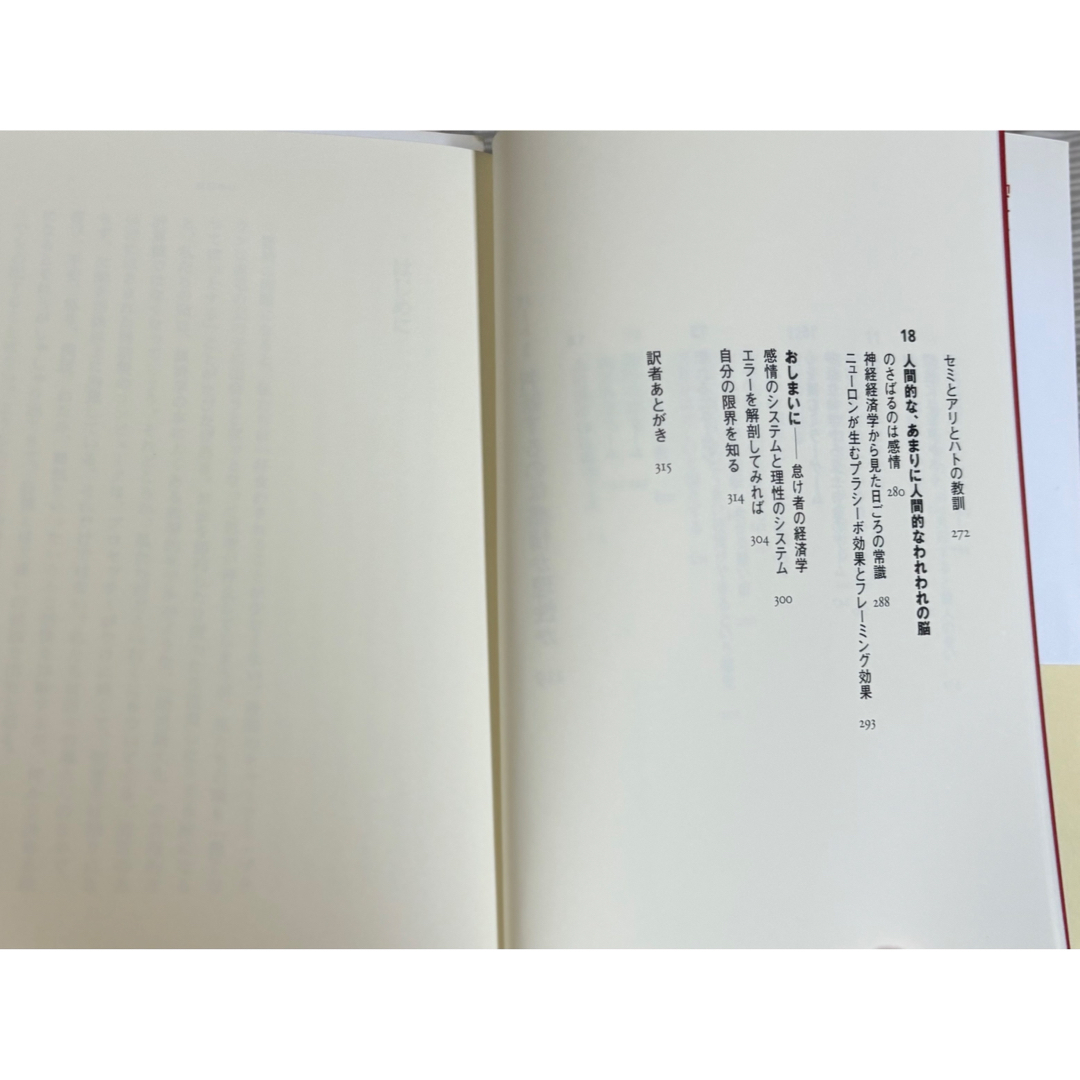 セミとアリとハトの教訓 272
18 人間的な、あまりに人間的なわれわれの脳
のさばるのは感情 280
神経経済学から見た日ごろの常識 288
ニューロンが生むプラシーボ効果とフレーミング効果 293
おしまいに——怠け者の経済学
感情のシステムと理性のシステム 300
エラーを解剖してみれば 304
自分の限界を知る 314
訳者あとがき 315